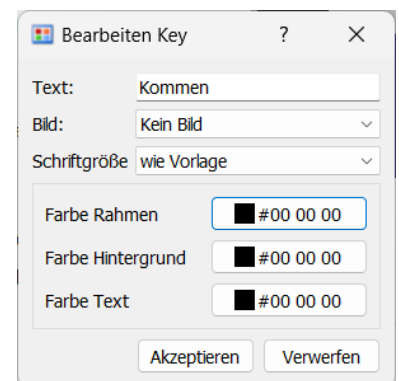 Bearbeiten Key ?
Text: Kommen
Bild: Kein Bild
Schriftgröße wie Vorlage
Farbe Rahmen #00 00 00
Farbe Hintergrund #00 00 00
Farbe Text #00 00 00
Akzeptieren Verwerfen